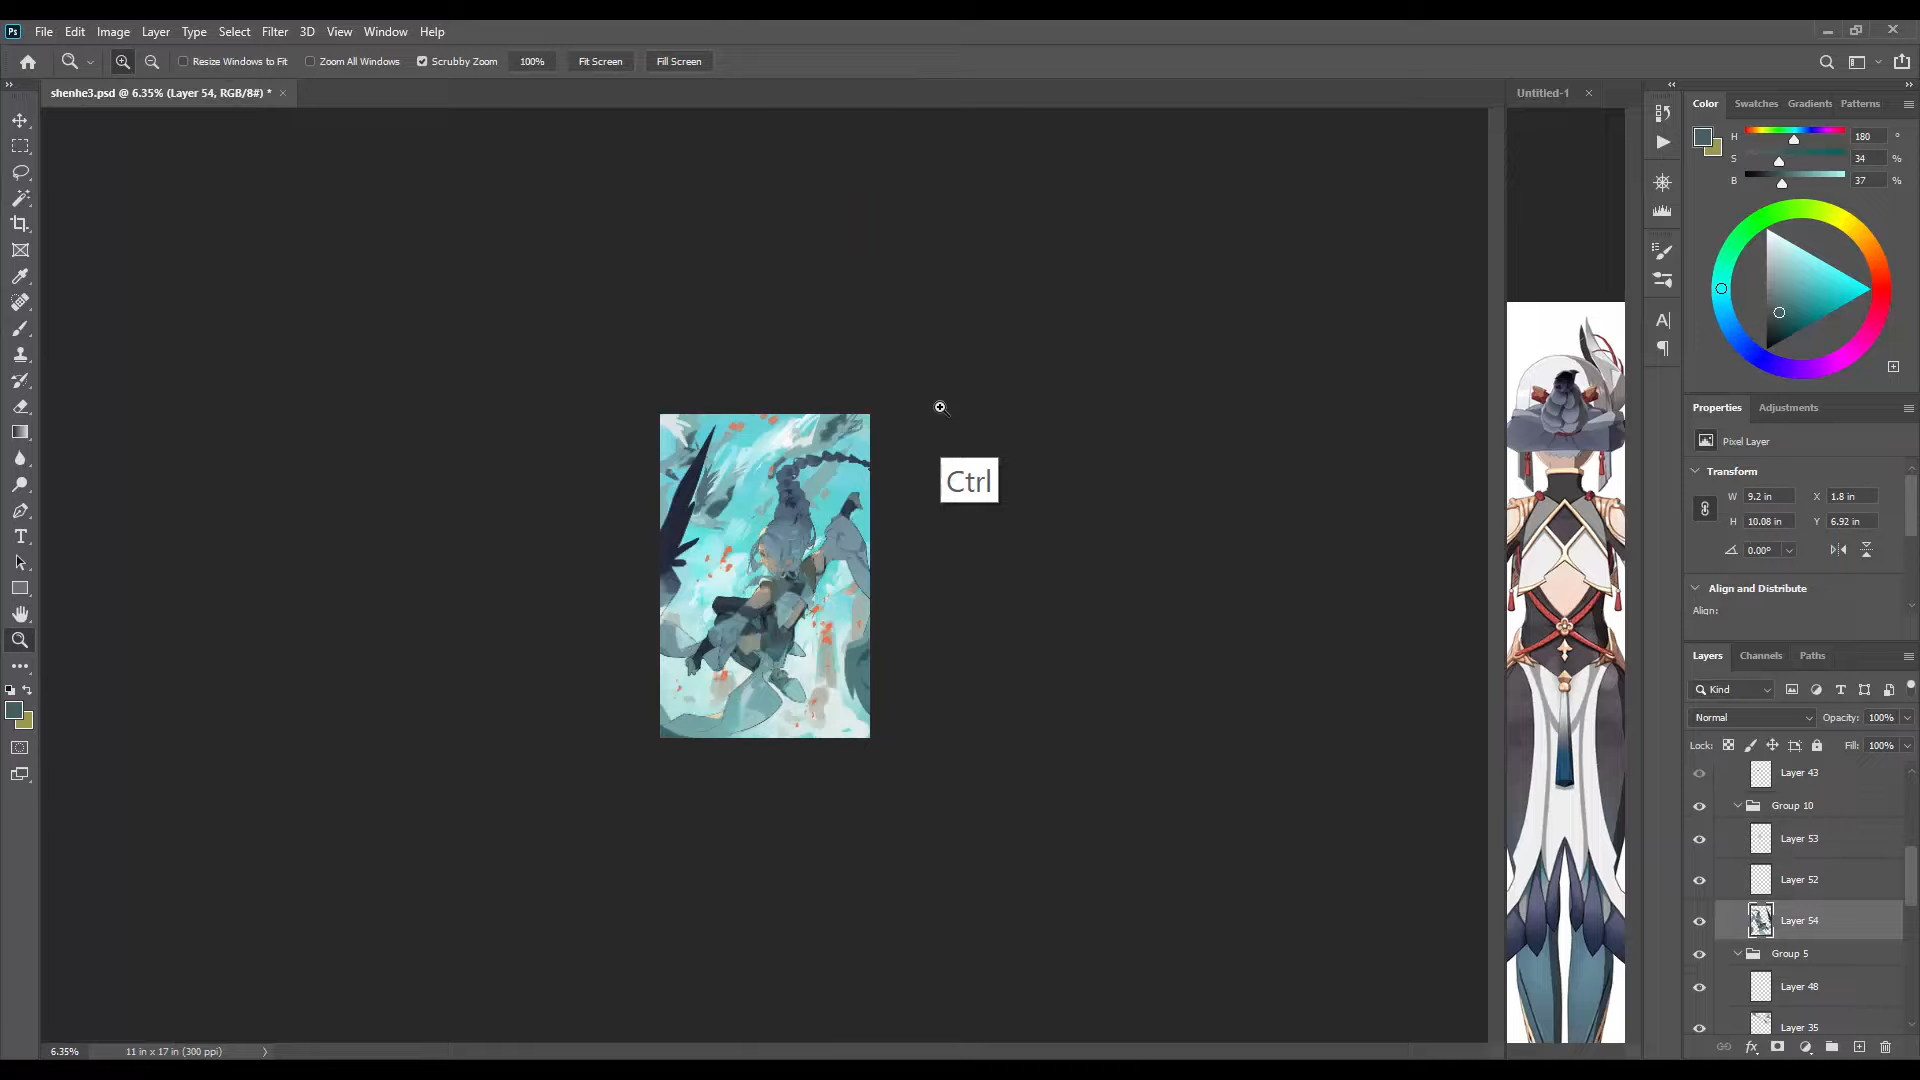 Ps File Edit Image Layer Type Select Filter 3D View Window Help
Resize Windows to Fit Zoom All Windows Scrubby Zoom 100% Fit Screen Fill Screen
shenhe3.psd @ 6.35% (Layer 54, RGB/8#) *
Untitled-1
Color Swatches Gradients Patterns
H 180 °
S 34 %
B 37 %
Ctrl
Properties Adjustments
Pixel Layer
Transform
W 9.2 in X 1.8 in
H 10.08 in Y 6.92 in
0.00°
Align and Distribute
Align:
Layers Channels Paths
Kind
Normal Opacity: 100%
Lock: Fill: 100%
Layer 43
Group 10
Layer 53
Layer 52
Layer 54
Group 5
Layer 48
Layer 35
6.35% 11 in x 17 in (300 ppi)